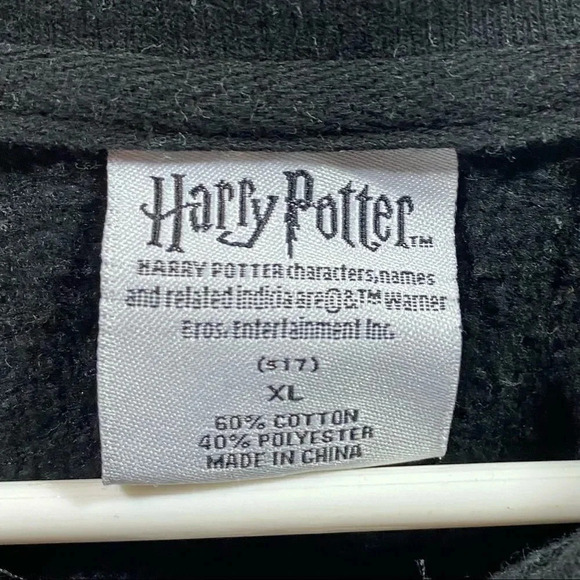 Harry Potter™
HARRY POTTER characters, names
and related indicia are © & ™ Warner
Bros. Entertainment Inc.
(s17)
XL
60% COTTON
40% POLYESTER
MADE IN CHINA